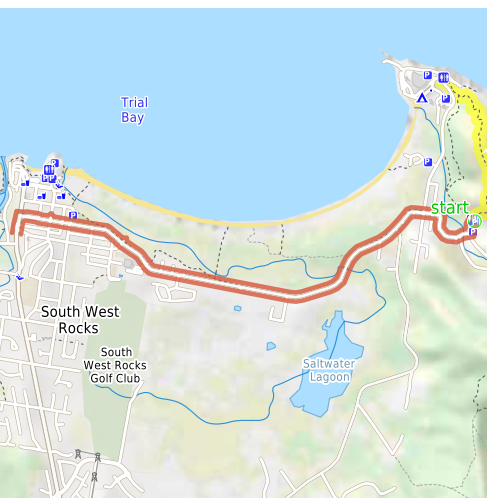 Trial
Bay
start
South West
Rocks
South
West Rocks
Golf Club
Saltwater
Lagoon